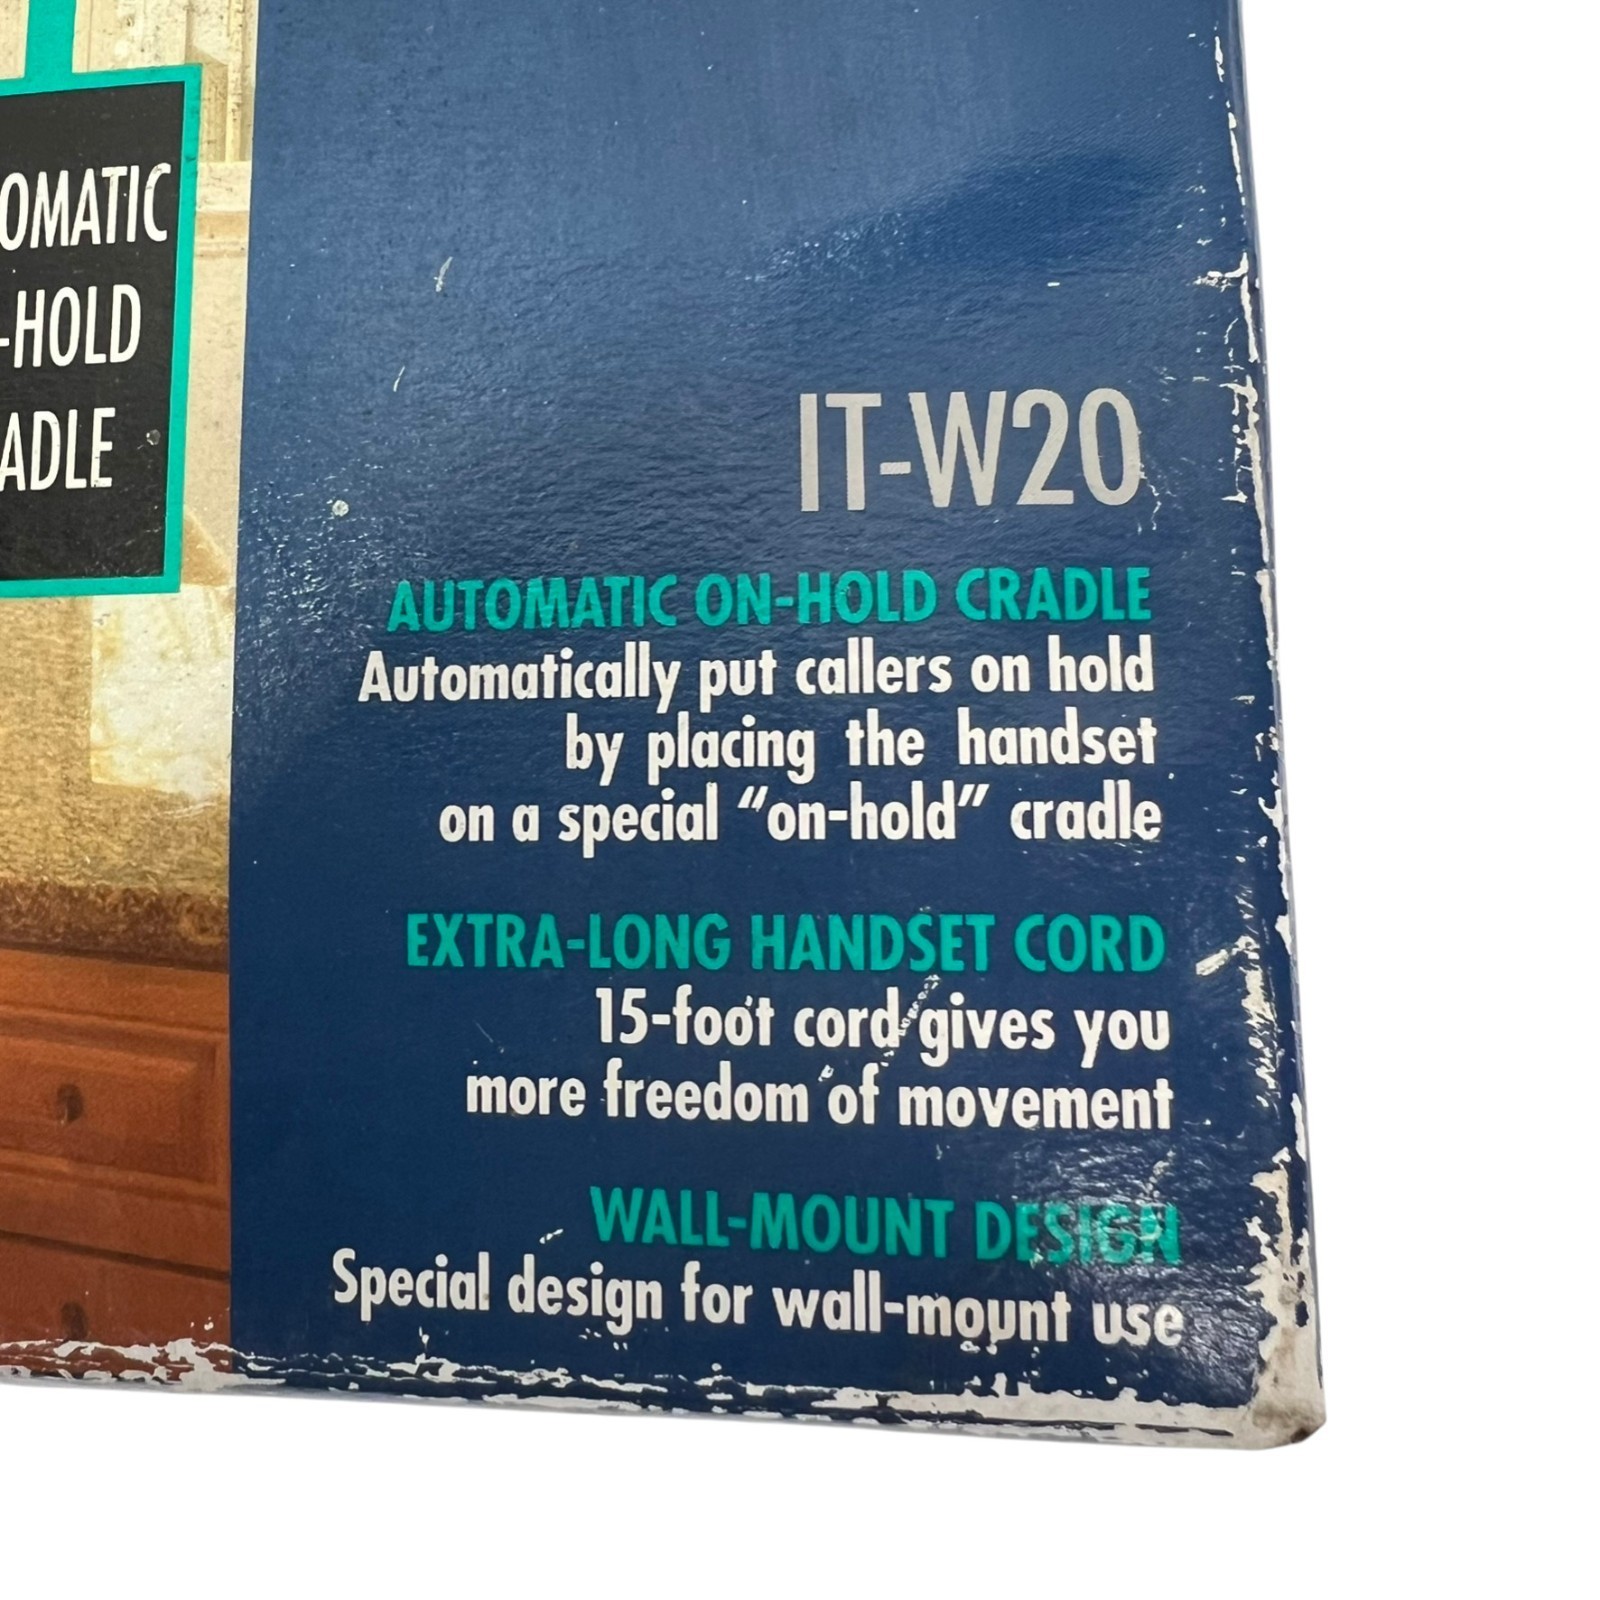 OMATIC
-HOLD
ADLE
IT-W20
AUTOMATIC ON-HOLD CRADLE
Automatically put callers on hold
by placing the handset
on a special “on-hold” cradle
EXTRA-LONG HANDSET CORD
15-foot cord gives you
more freedom of movement
WALL-MOUNT DESIGN
Special design for wall-mount use